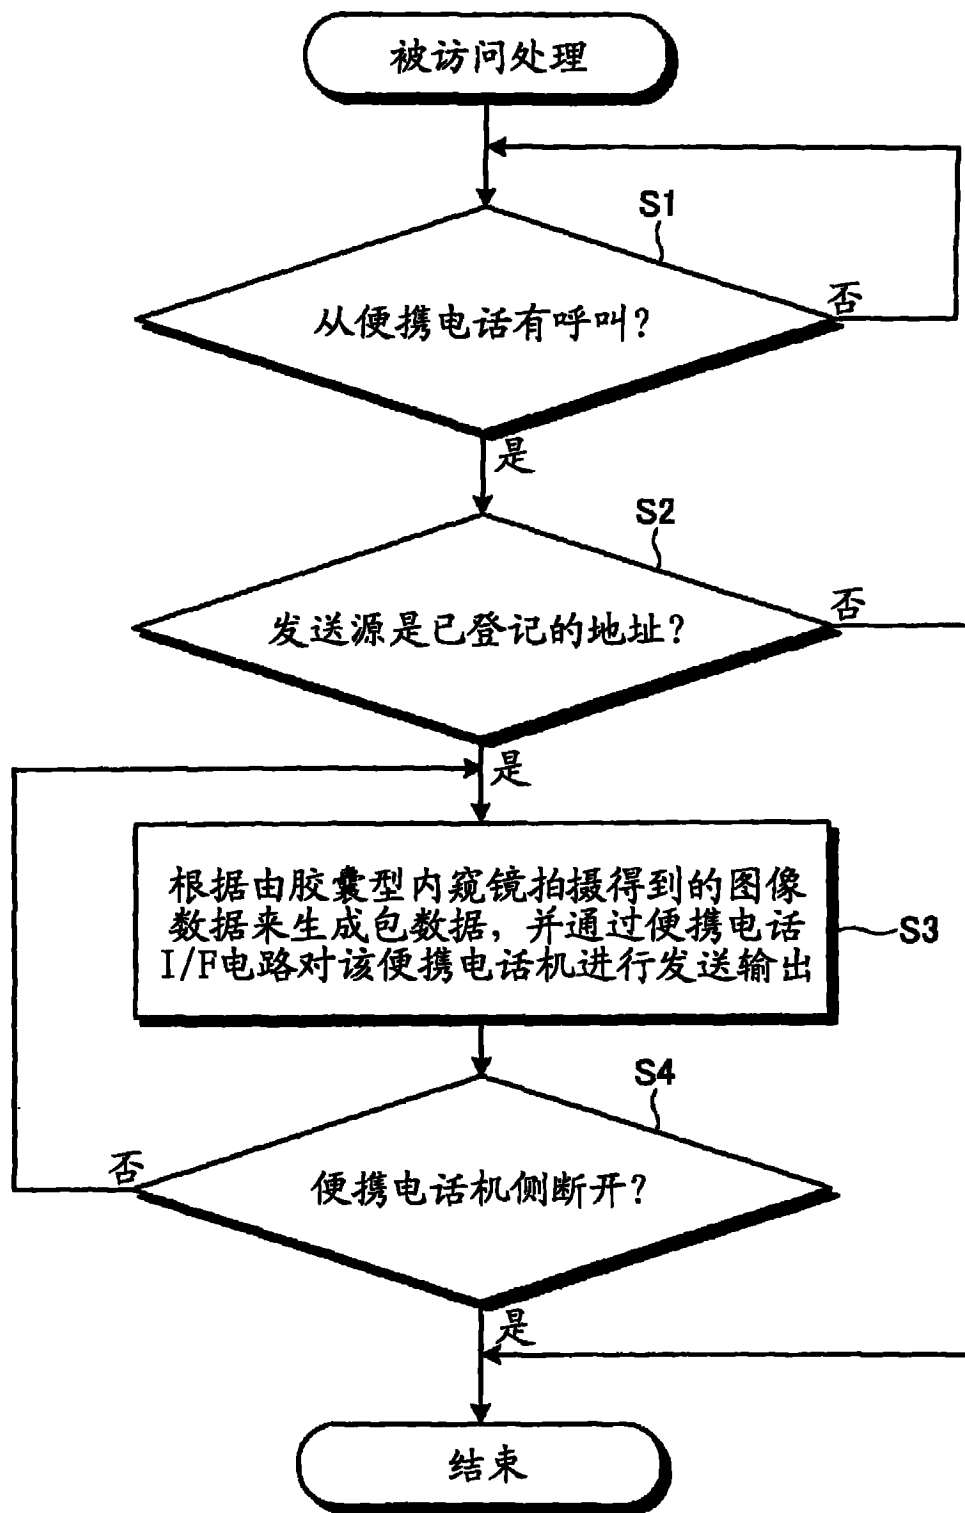 被访问处理
S1
从便携电话有呼叫?
否
是
S2
发送源是已登记的地址?
否
是
根据由胶囊型内窥镜拍摄得到的图像
数据来生成包数据，并通过便携电话
I/F电路对该便携电话机进行发送输出
S3
S4
便携电话机侧断开?
否
是
结束